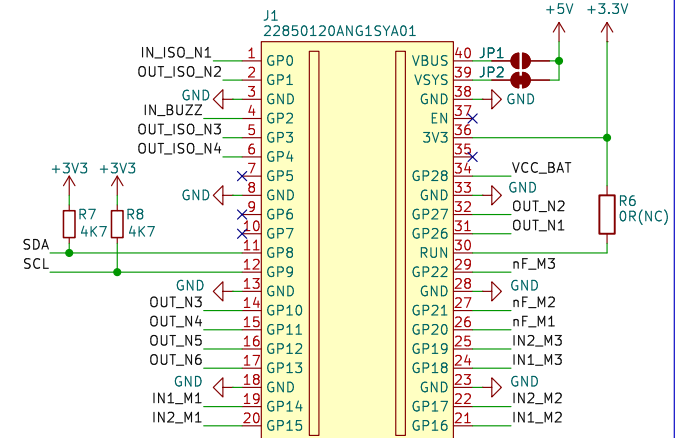 J1
22850120ANG1SYA01
+5V
+3.3V
IN_ISO_N1 1 GP0 VBUS 40 JP1
OUT_ISO_N2 2 GP1 VSYS 39 JP2
GND 3 GND GND 38 GND
IN_BUZZ 4 GP2 EN 37
OUT_ISO_N3 5 GP3 3V3 36
OUT_ISO_N4 6 GP4 35
+3V3 +3V3 7 GP5 GP28 34 VCC_BAT
GND 8 GND GND 33 GND
R7 4K7 R8 4K7 9 GP6 GP27 32 OUT_N2
R6 0R(NC)
10 GP7 GP26 31 OUT_N1
SDA 11 GP8 RUN 30
SCL 12 GP9 GP22 29 nF_M3
GND 13 GND GND 28 GND
OUT_N3 14 GP10 GP21 27 nF_M2
OUT_N4 15 GP11 GP20 26 nF_M1
OUT_N5 16 GP12 GP19 25 IN2_M3
OUT_N6 17 GP13 GP18 24 IN1_M3
GND 18 GND GND 23 GND
IN1_M1 19 GP14 GP17 22 IN2_M2
IN2_M1 20 GP15 GP16 21 IN1_M2